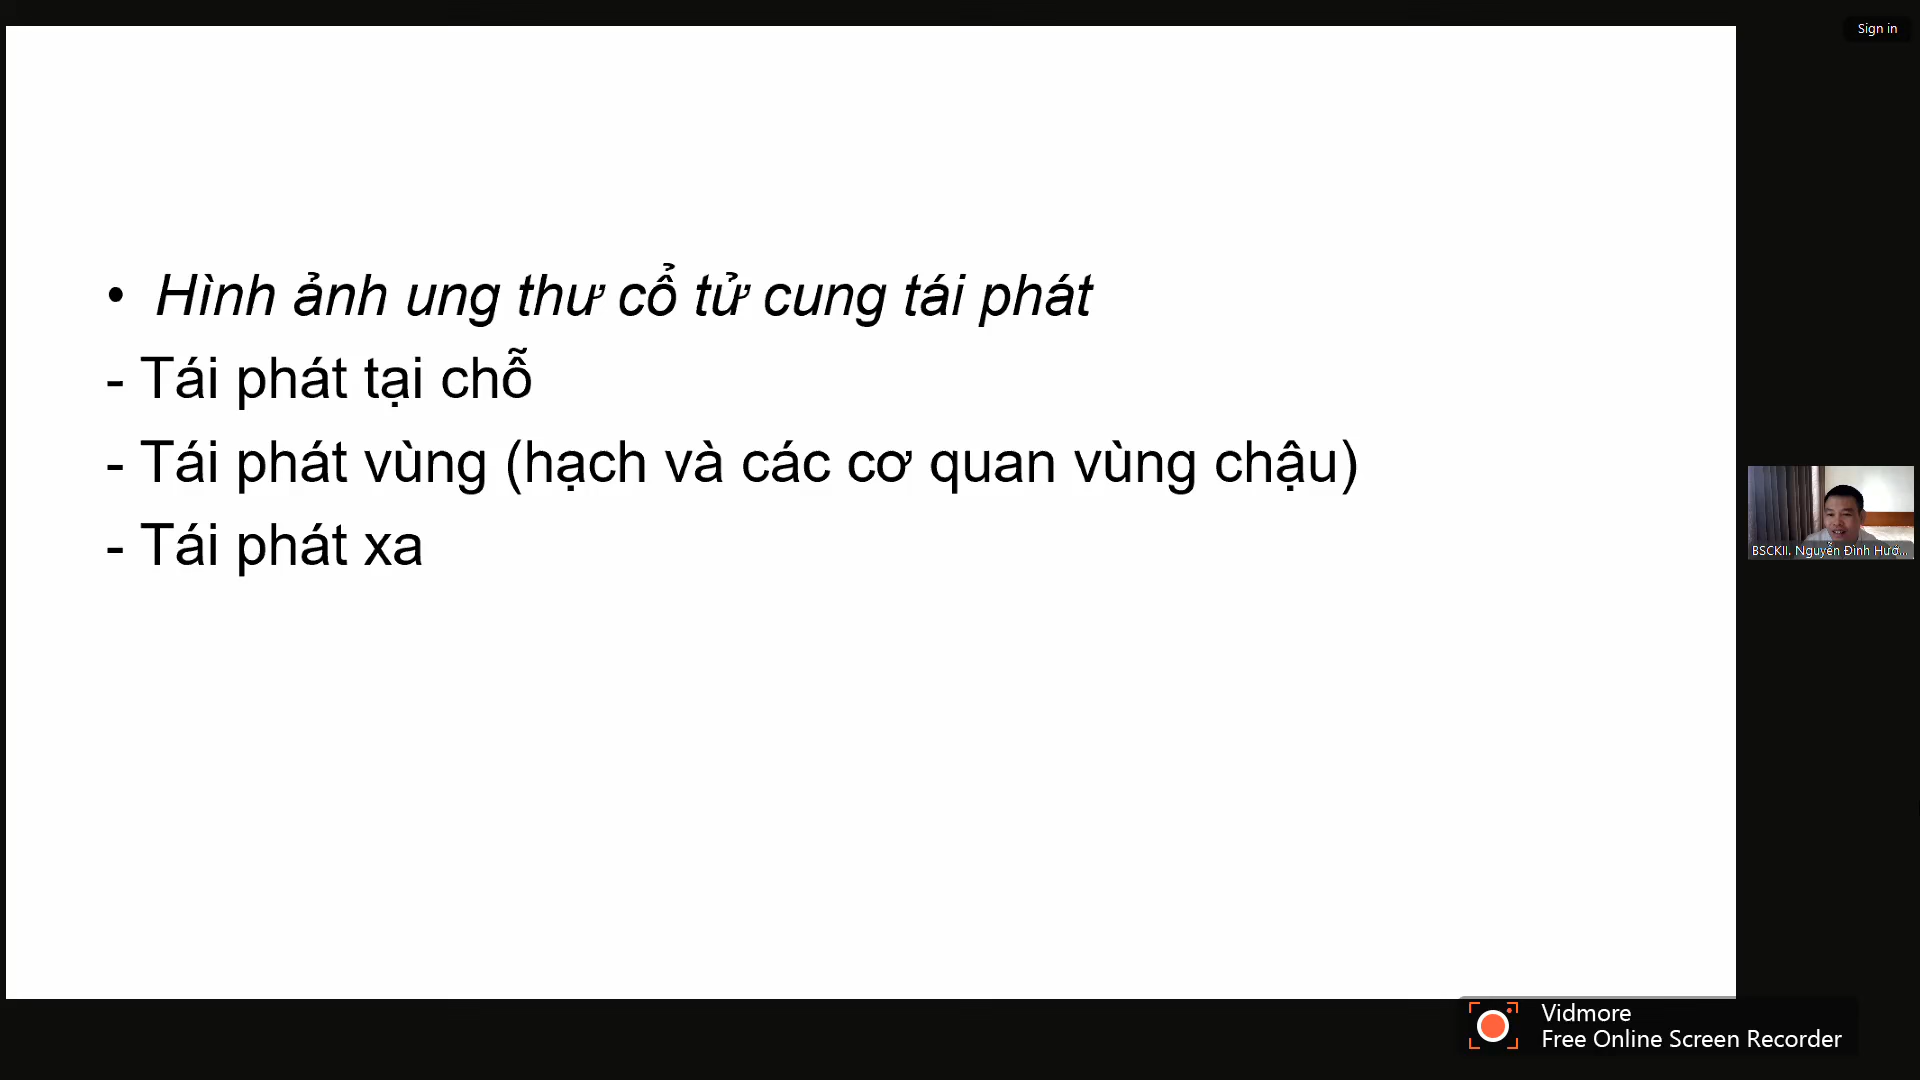 Sign in
• Hình ảnh ung thư cổ tử cung tái phát
- Tái phát tại chỗ
- Tái phát vùng (hạch và các cơ quan vùng chậu)
- Tái phát xa
BSCKII. Nguyễn Đình Hướ...
Vidmore
Free Online Screen Recorder